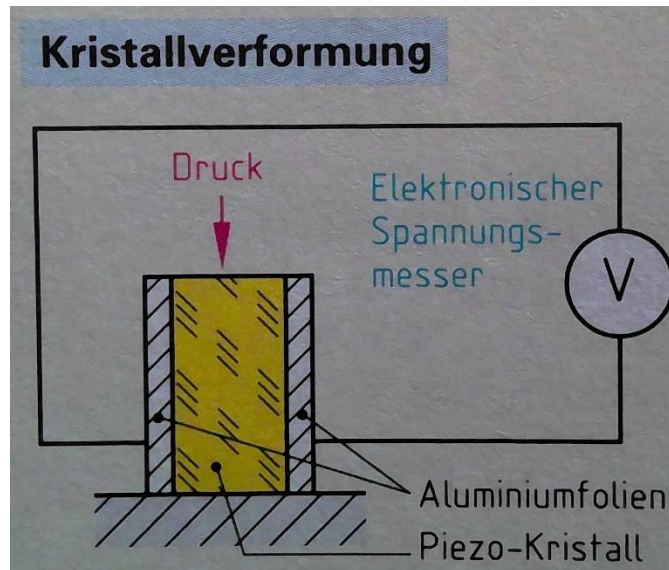 Kristallverformung
Druck
Elektronischer
Spannungs-
messer
V
Aluminiumfolien
Piezo-Kristall